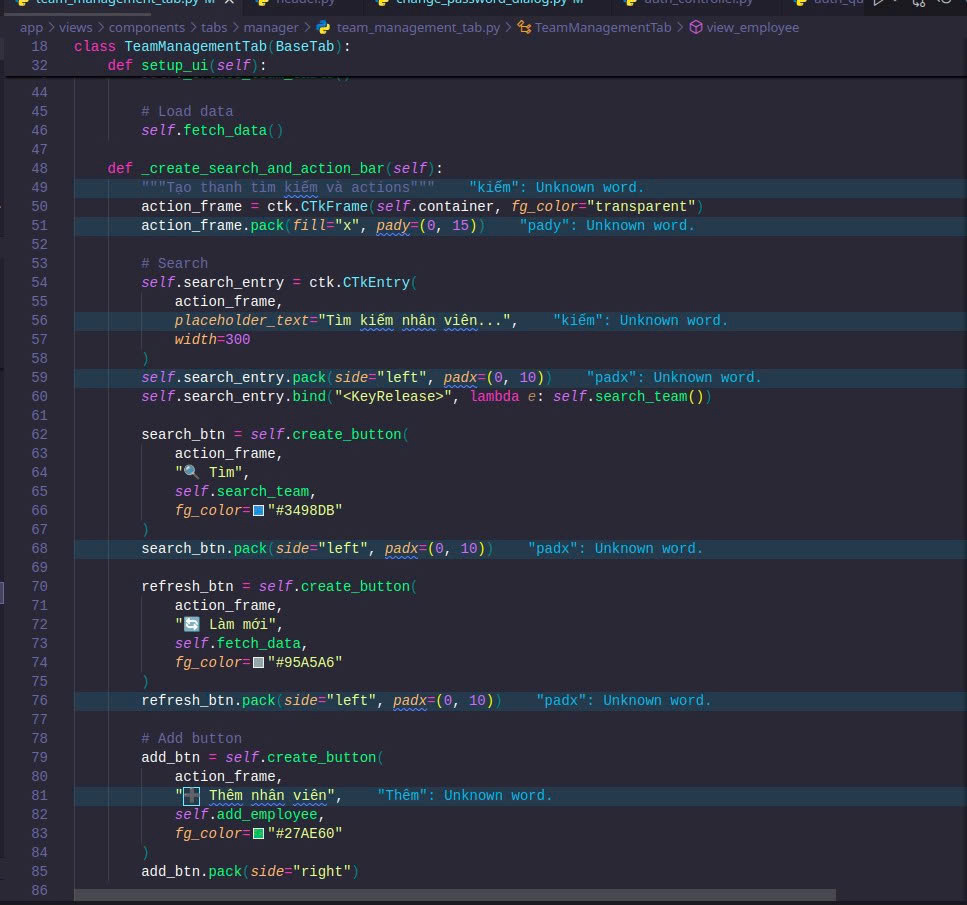 team_management_tab.py M
header.py
change_password_dialog.py M
auth_controller.py
app > views > components > tabs > manager > team_management_tab.py > TeamManagementTab > view_employee
18 class TeamManagementTab(BaseTab):
32 def setup_ui(self):
44
45 # Load data
46 self.fetch_data()
47
48 def _create_search_and_action_bar(self):
49 """Tạo thanh tìm kiếm và actions""" "kiếm": Unknown word.
50 action_frame = ctk.CTkFrame(self.container, fg_color="transparent")
51 action_frame.pack(fill="x", pady=(0, 15)) "pady": Unknown word.
52
53 # Search
54 self.search_entry = ctk.CTkEntry(
55 action_frame,
56 placeholder_text="Tìm kiếm nhân viên...", "kiếm": Unknown word.
57 width=300
58 )
59 self.search_entry.pack(side="left", padx=(0, 10)) "padx": Unknown word.
60 self.search_entry.bind("<KeyRelease>", lambda e: self.search_team())
61
62 search_btn = self.create_button(
63 action_frame,
64 "🔍 Tìm",
65 self.search_team,
66 fg_color="#3498DB"
67 )
68 search_btn.pack(side="left", padx=(0, 10)) "padx": Unknown word.
69
70 refresh_btn = self.create_button(
71 action_frame,
72 "🔄 Làm mới",
73 self.fetch_data,
74 fg_color="#95A5A6"
75 )
76 refresh_btn.pack(side="left", padx=(0, 10)) "padx": Unknown word.
77
78 # Add button
79 add_btn = self.create_button(
80 action_frame,
81 "➕ Thêm nhân viên", "Thêm": Unknown word.
82 self.add_employee,
83 fg_color="#27AE60"
84 )
85 add_btn.pack(side="right")
86